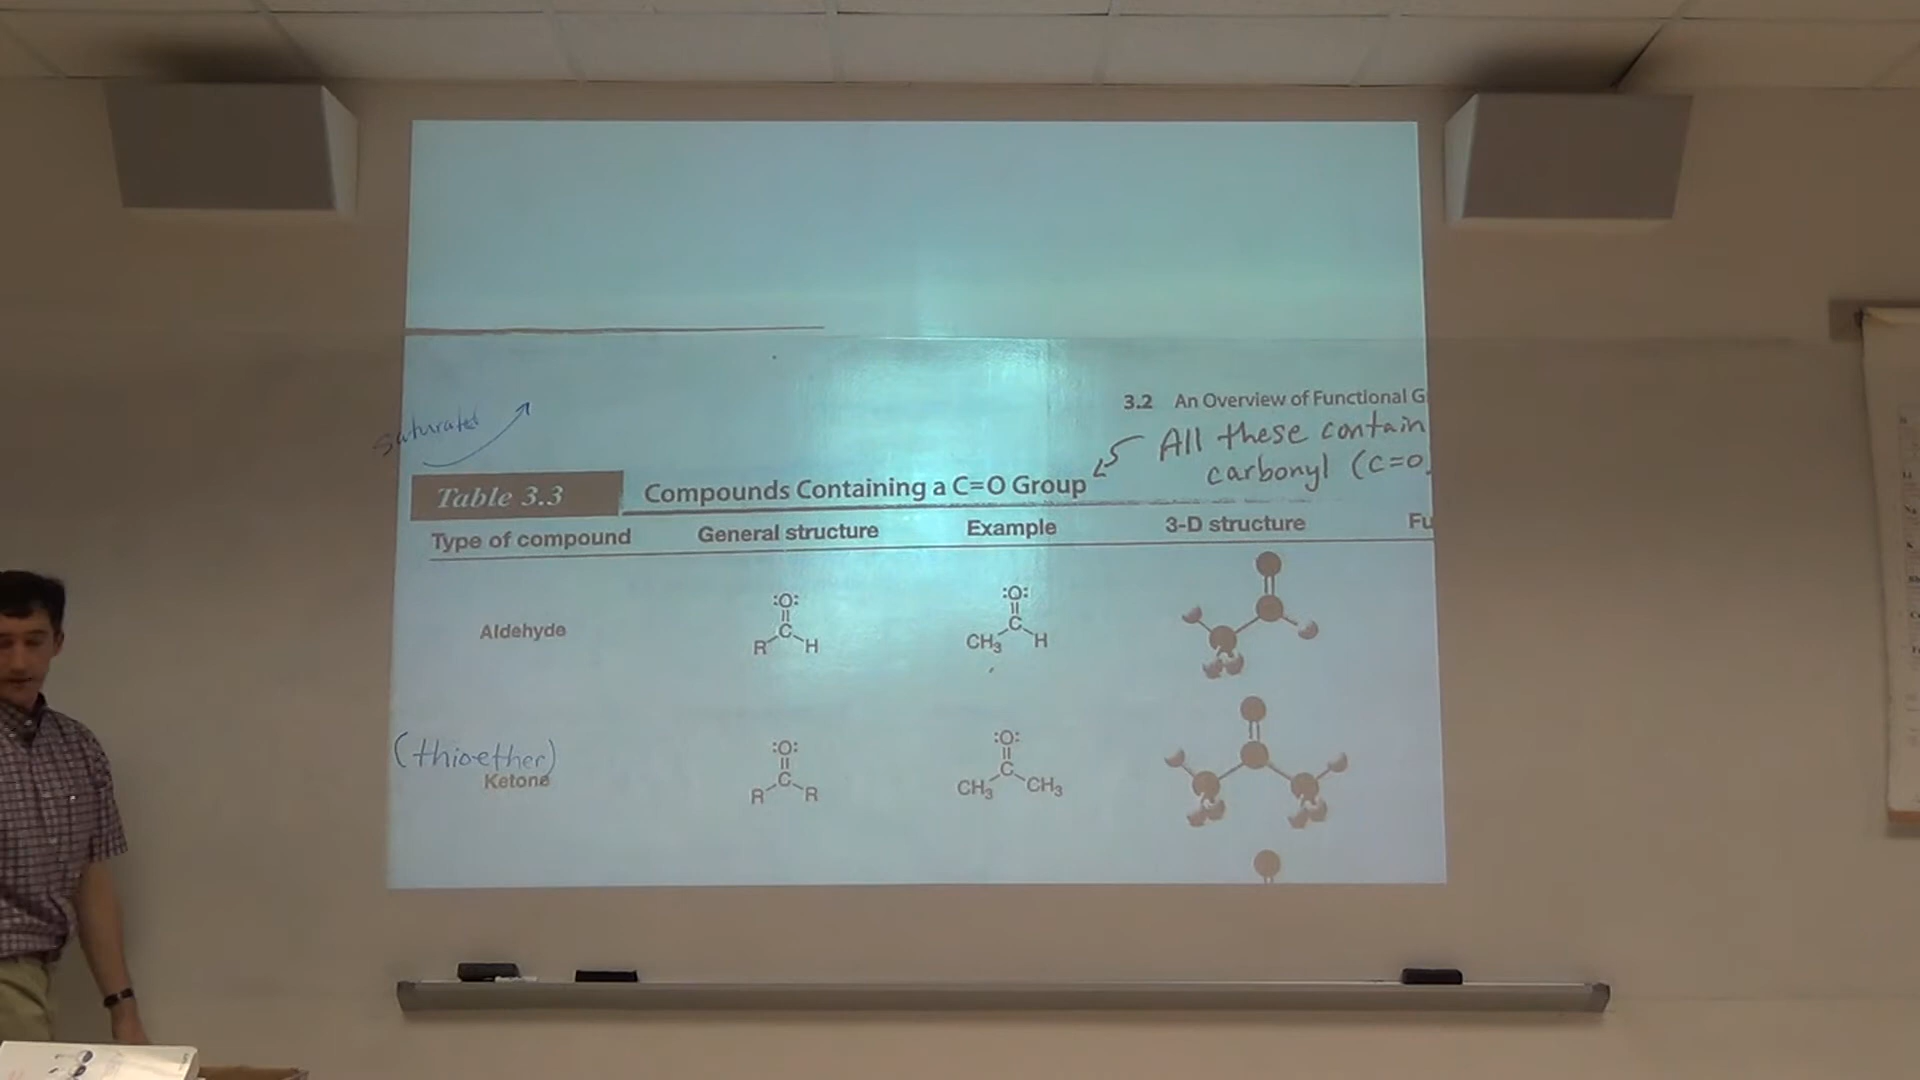 3.2 An Overview of Functional G
All these contain
carbonyl (C=O
saturated
Table 3.3 Compounds Containing a C=O Group
Type of compound General structure Example 3-D structure Fu
:O:
C
R H
:O:
C
CH₃ H
Aldehyde
(thioether)
Ketone
:O:
C
R R
:O:
C
CH₃ CH₃